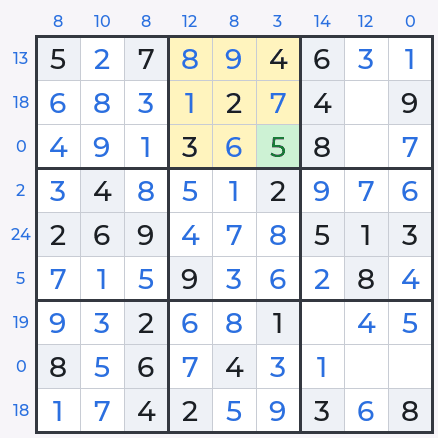 8 10 8 12 8 3 14 12 0
13 5 2 7 8 9 4 6 3 1
18 6 8 3 1 2 7 4 9
0 4 9 1 3 6 5 8 7
2 3 4 8 5 1 2 9 7 6
24 2 6 9 4 7 8 5 1 3
5 7 1 5 9 3 6 2 8 4
19 9 3 2 6 8 1 4 5
0 8 5 6 7 4 3 1
18 1 7 4 2 5 9 3 6 8